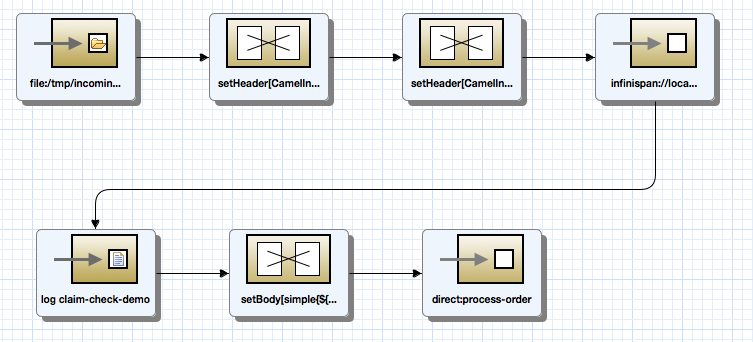 file:/tmp/incomin...
setHeader[CamelIn...
setHeader[CamelIn...
infinispan://loca...
log claim-check-demo
setBody[simple{${...
direct:process-order